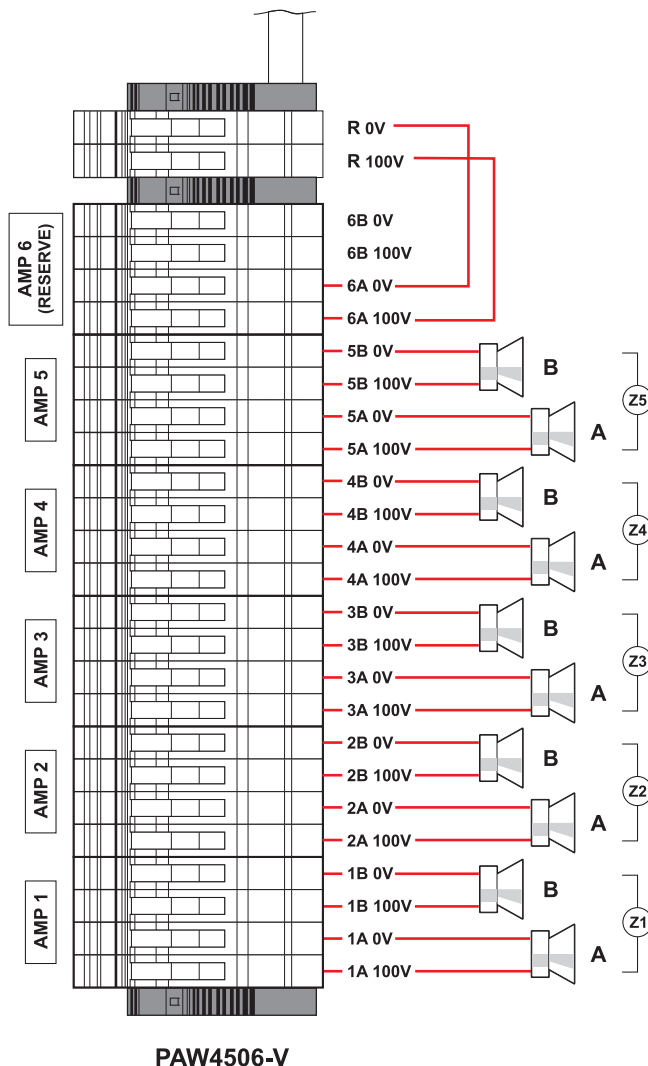 R 0V
R 100V
AMP 6
(RESERVE)
6B 0V
6B 100V
6A 0V
6A 100V
AMP 5
5B 0V
B
5B 100V
Z5
5A 0V
A
5A 100V
AMP 4
4B 0V
B
4B 100V
Z4
4A 0V
A
4A 100V
AMP 3
3B 0V
B
3B 100V
Z3
3A 0V
A
3A 100V
AMP 2
2B 0V
B
2B 100V
Z2
2A 0V
A
2A 100V
AMP 1
1B 0V
B
1B 100V
Z1
1A 0V
A
1A 100V
PAW4506-V